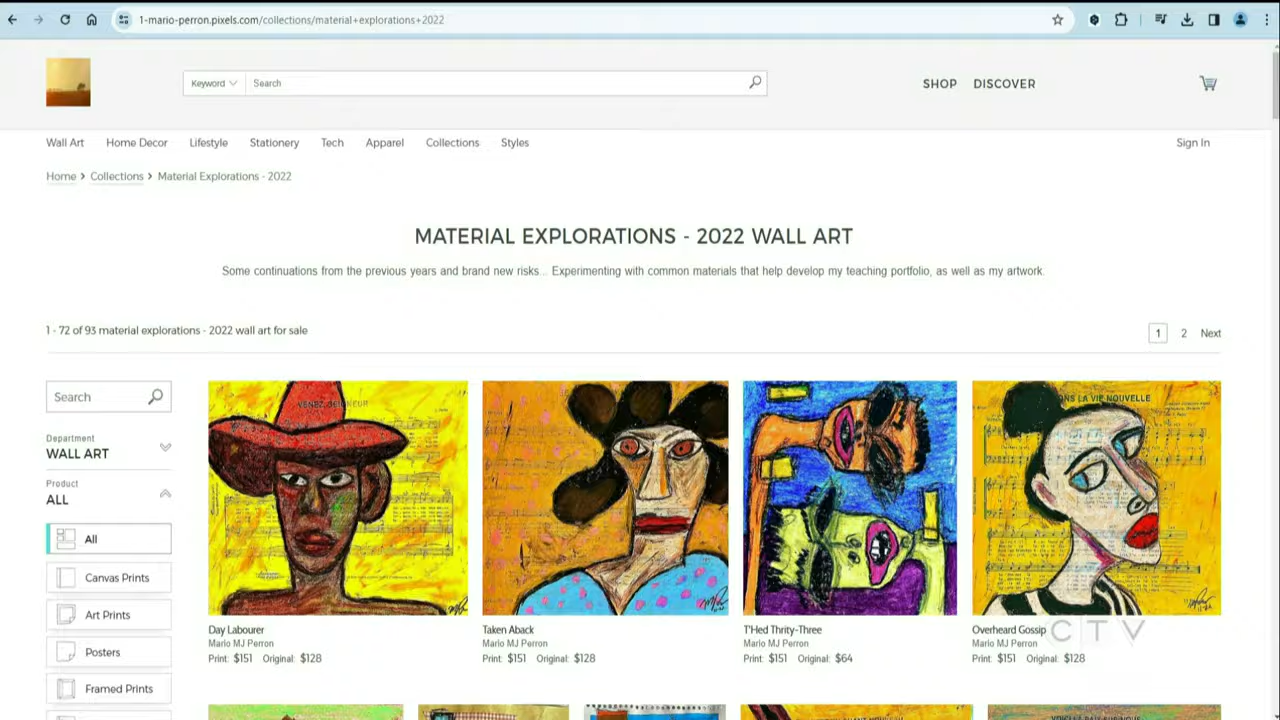 1-mario-perron.pixels.com/collections/material+explorations+2022
Keyword
Search
SHOP
DISCOVER
Wall Art
Home Decor
Lifestyle
Stationery
Tech
Apparel
Collections
Styles
Sign In
Home > Collections > Material Explorations - 2022
MATERIAL EXPLORATIONS - 2022 WALL ART
Some continuations from the previous years and brand new risks... Experimenting with common materials that help develop my teaching portfolio, as well as my artwork.
1 - 72 of 93 material explorations - 2022 wall art for sale
1 2 Next
Search
Department
WALL ART
Product
ALL
All
Canvas Prints
Art Prints
Posters
Framed Prints
VENEZ
NS LA VIE NOUVELLE
Day Labourer
Mario MJ Perron
Print: $151 Original: $128
Taken Aback
Mario MJ Perron
Print: $151 Original: $128
T'Hed Thrity-Three
Mario MJ Perron
Print: $151 Original: $64
Overheard Gossip
Mario MJ Perron
Print: $151 Original: $128
CTV